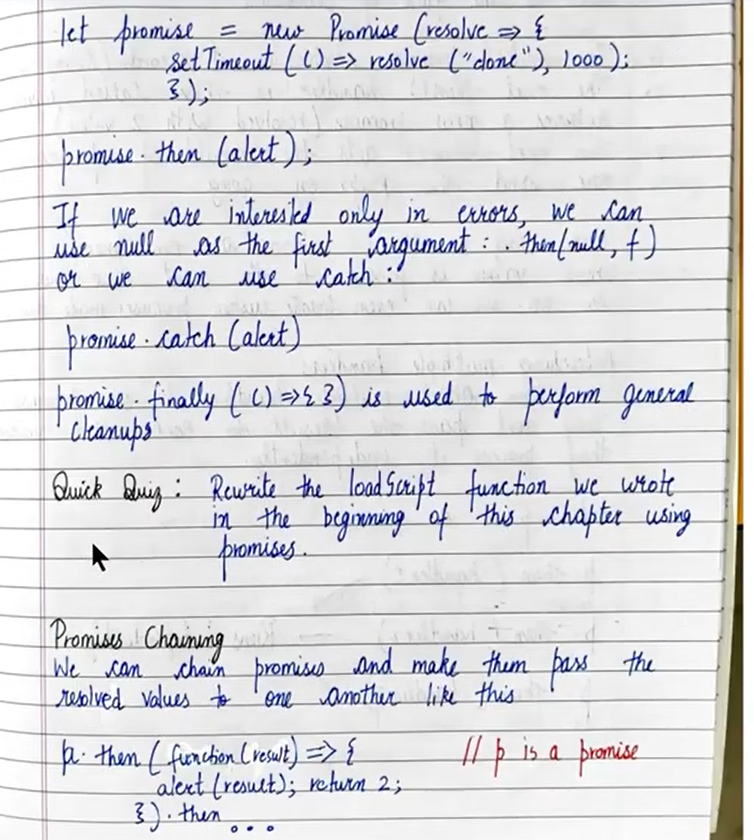 let promise = new Promise (resolve => {
setTimeout ( () => resolve ("done"), 1000);
});
promise. then (alert);
If we are interested only in errors, we can
use null as the first argument : . then(null, f)
or we can use catch :
promise. catch (alert)
promise. finally ( () => { }) is used to perform general
cleanups
Quick Quiz : Rewrite the loadScript function we wrote
in the beginning of this chapter using
promises.
Promises Chaining
We can chain promises and make them pass the
resolved values to one another like this
p. then ( function (result) => { // p is a promise
alert (result); return 2;
}). then ...